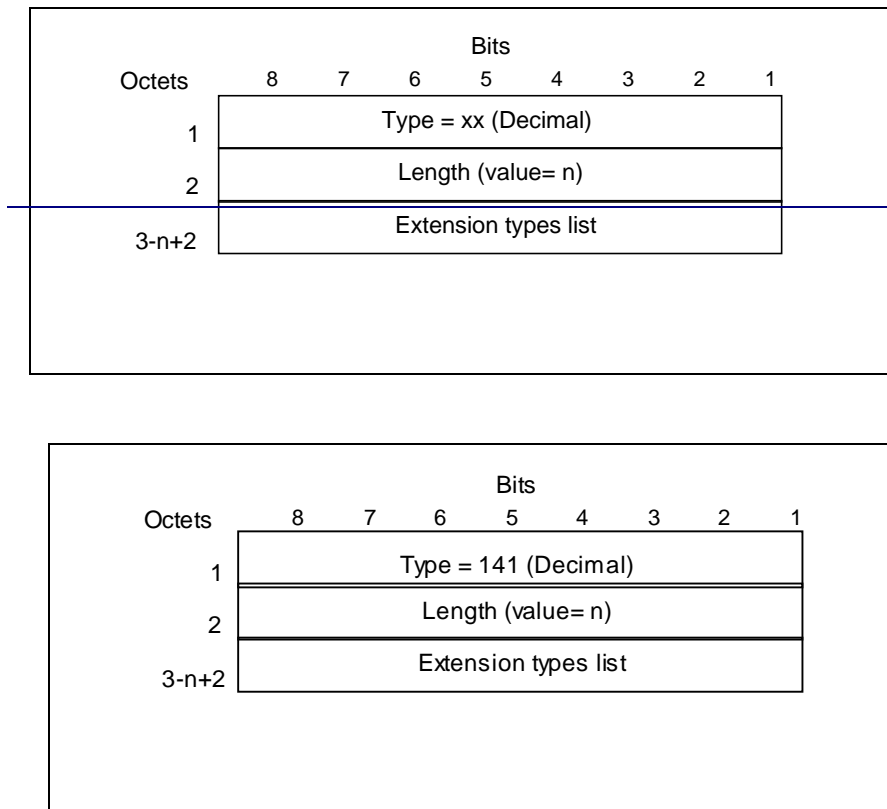 Bits
Octets 8 7 6 5 4 3 2 1
1 Type = xx (Decimal)
2 Length (value= n)
3-n+2 Extension types list
Bits
Octets 8 7 6 5 4 3 2 1
1 Type = 141 (Decimal)
2 Length (value= n)
3-n+2 Extension types list